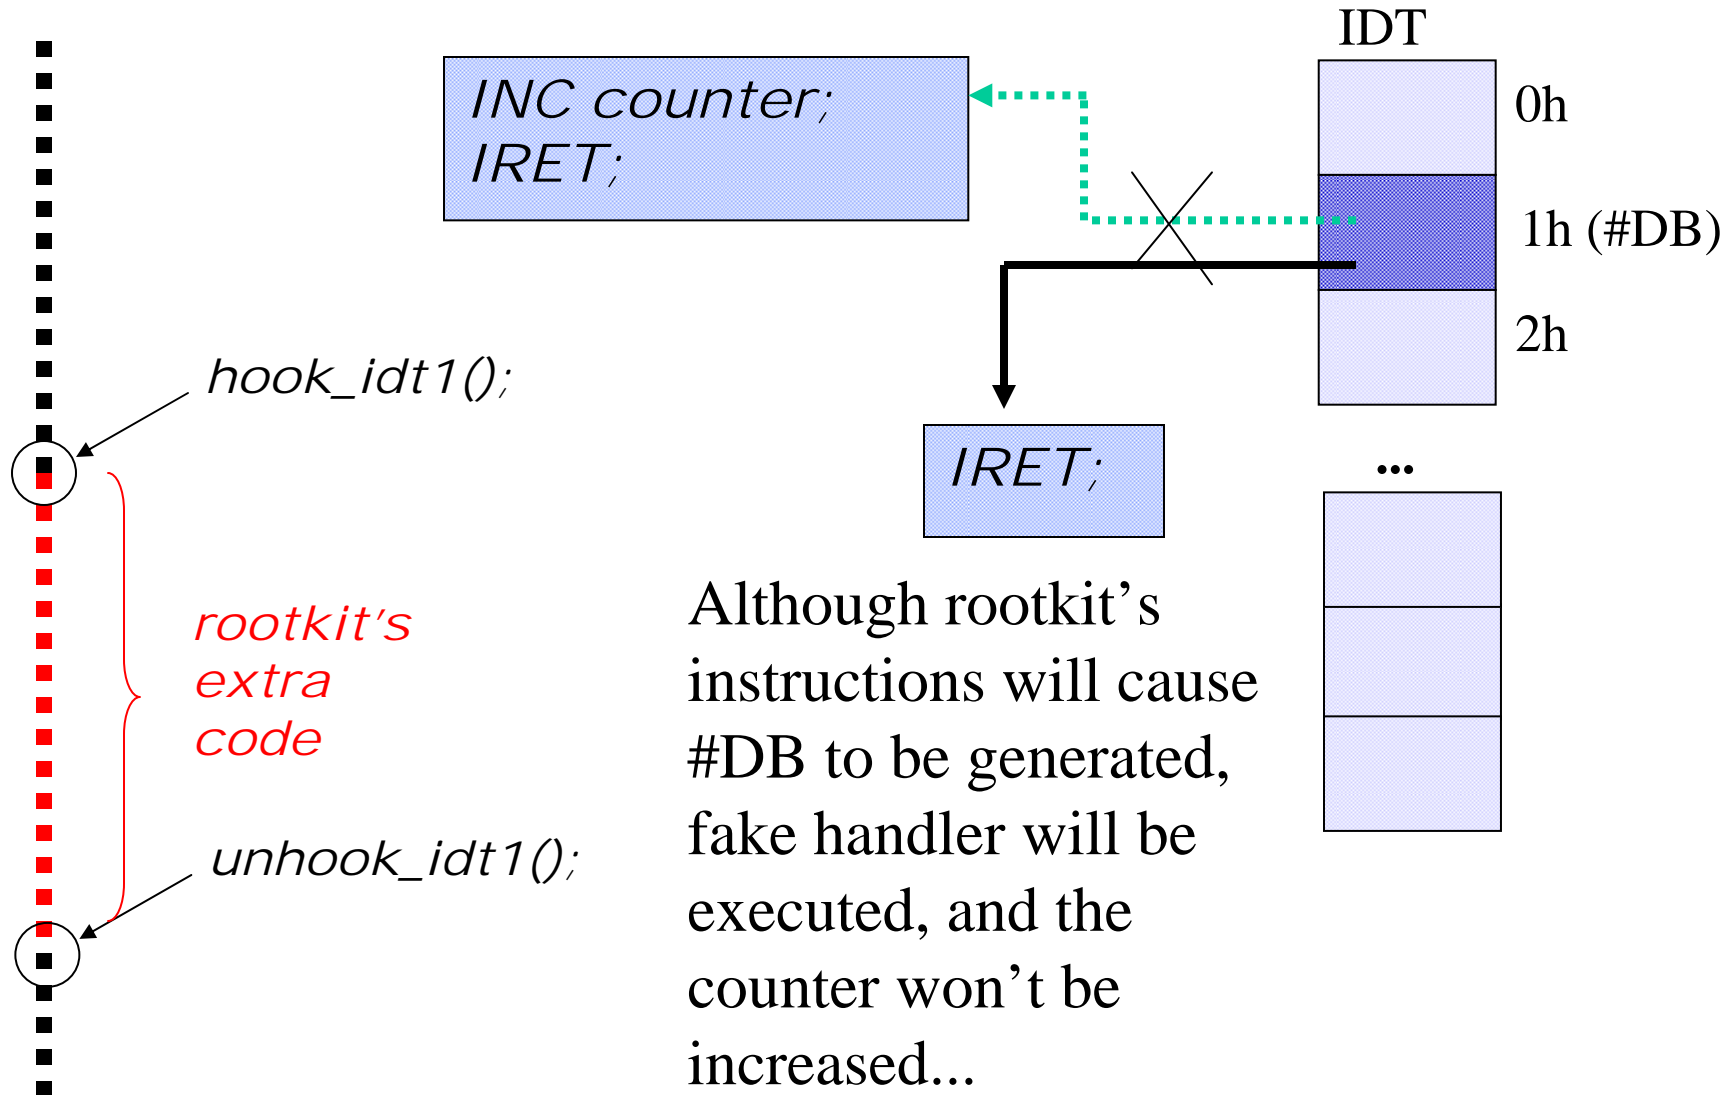 IDT
INC counter;
IRET;
0h
1h (#DB)
2h
hook_idt1();
IRET;
...
rootkit's
extra
code
unhook_idt1();
Although rootkit’s
instructions will cause
#DB to be generated,
fake handler will be
executed, and the
counter won’t be
increased...